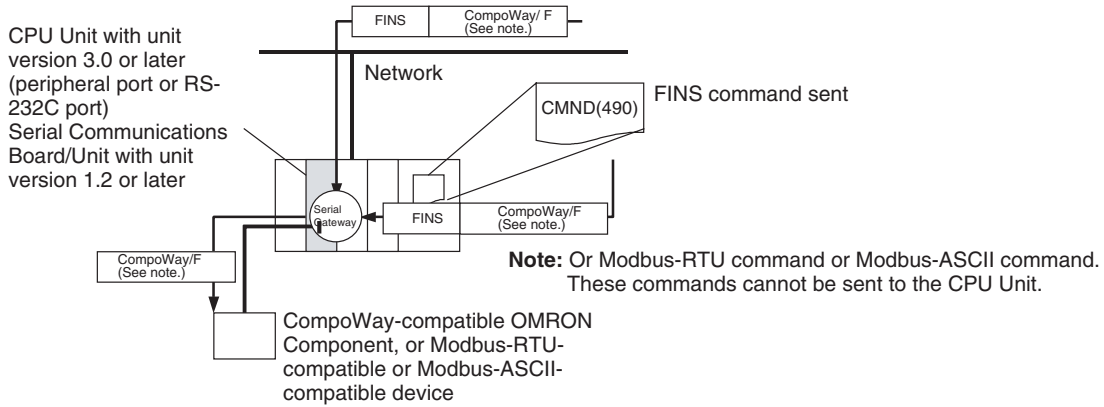 FINS
CompoWay/ F
(See note.)
CPU Unit with unit
version 3.0 or later
(peripheral port or RS-
232C port)
Serial Communications
Board/Unit with unit
version 1.2 or later
Network
CMND(490)
FINS command sent
Serial
Gateway
FINS
CompoWay/F
(See note.)
CompoWay/F
(See note.)
Note: Or Modbus-RTU command or Modbus-ASCII command.
These commands cannot be sent to the CPU Unit.
CompoWay-compatible OMRON
Component, or Modbus-RTU-
compatible or Modbus-ASCII-
compatible device